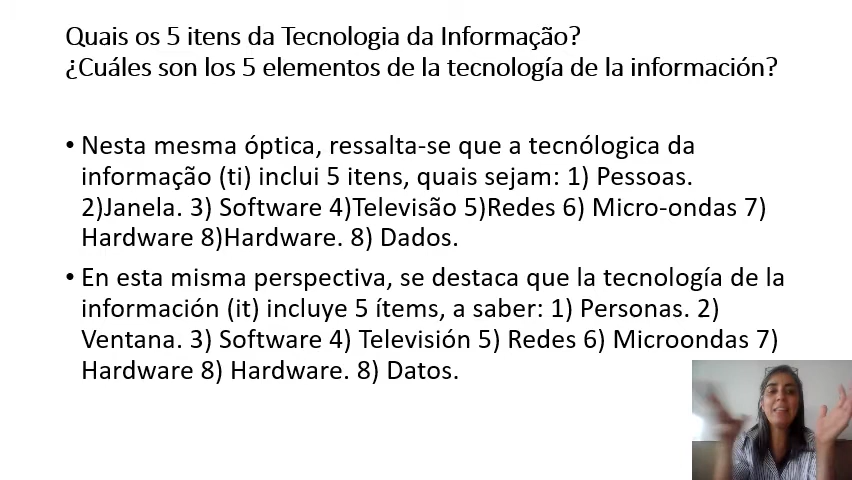 Quais os 5 itens da Tecnologia da Informação?
¿Cuáles son los 5 elementos de la tecnología de la información?
• Nesta mesma óptica, ressalta-se que a tecnólogica da
informação (ti) inclui 5 itens, quais sejam: 1) Pessoas.
2)Janela. 3) Software 4)Televisão 5)Redes 6) Micro-ondas 7)
Hardware 8)Hardware. 8) Dados.
• En esta misma perspectiva, se destaca que la tecnología de la
información (it) incluye 5 ítems, a saber: 1) Personas. 2)
Ventana. 3) Software 4) Televisión 5) Redes 6) Microondas 7)
Hardware 8) Hardware. 8) Datos.